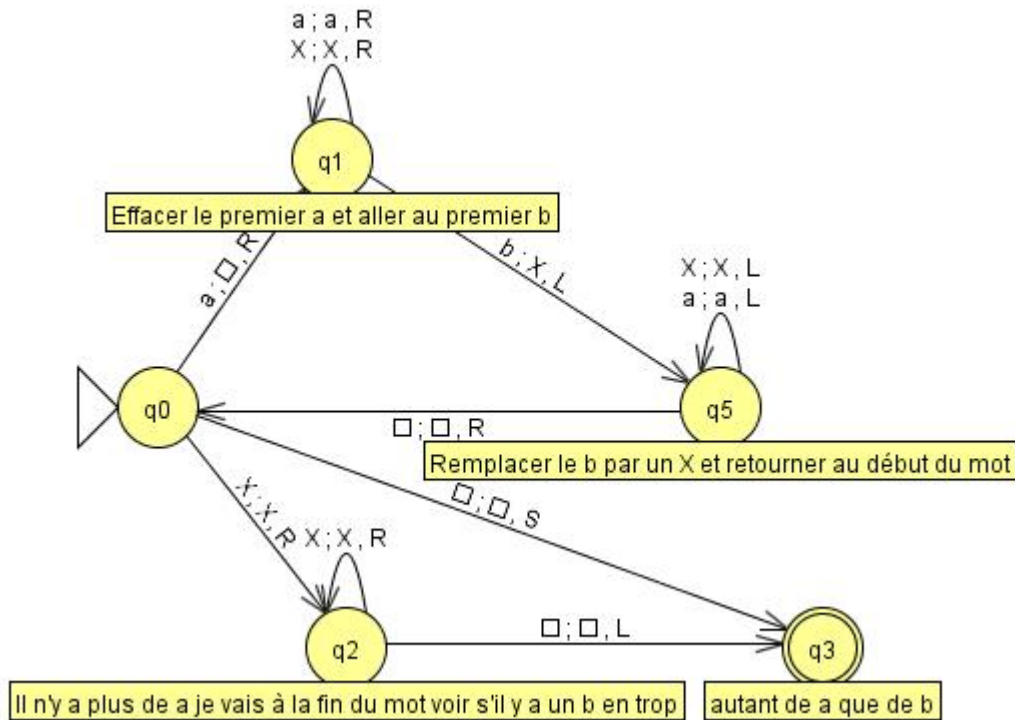 a ; a , R
X ; X , R
q1
Effacer le premier a et aller au premier b
a ; □ , R
b ; X , L
X ; X , L
a ; a , L
q0
q5
□ ; □ , R
Remplacer le b par un X et retourner au début du mot
□ ; □ , S
X ; X , R
X ; X , R
q2
□ ; □ , L
q3
Il n'y a plus de a je vais à la fin du mot voir s'il y a un b en trop
autant de a que de b